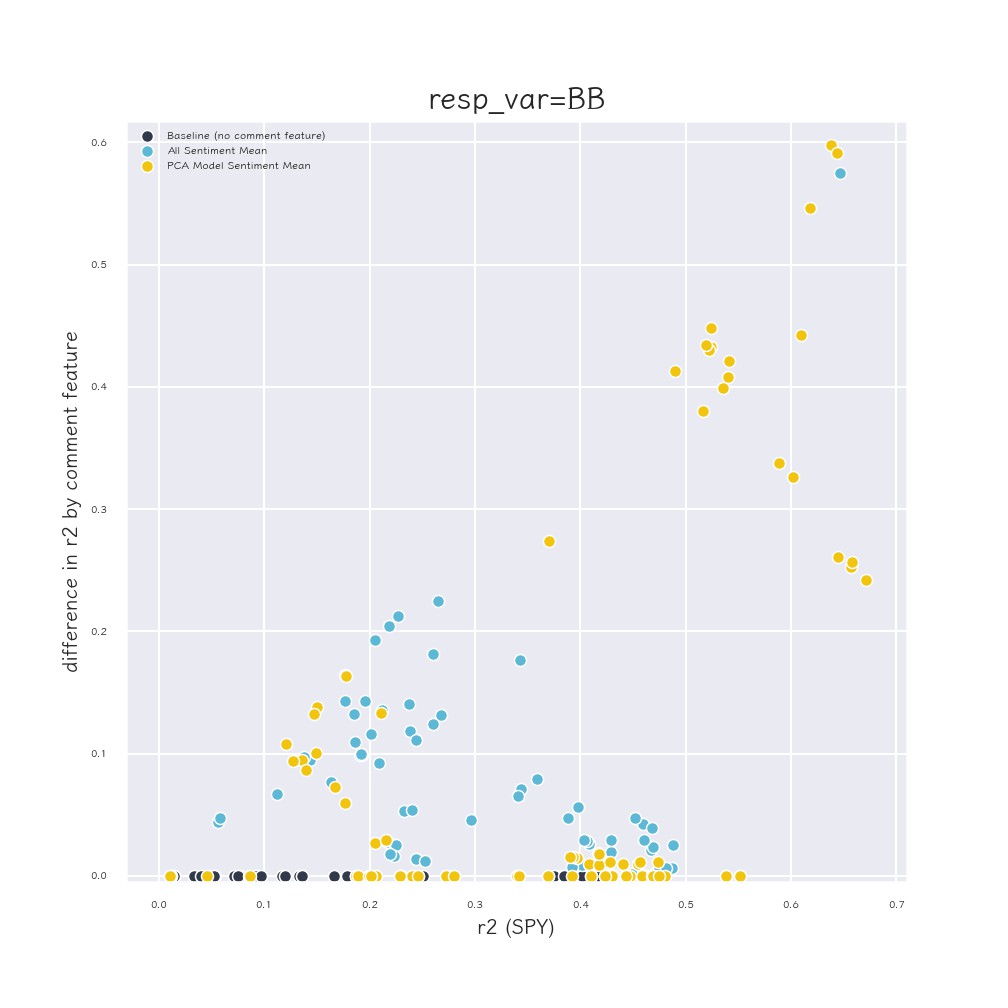 resp_var=BB
Baseline (no comment feature)
All Sentiment Mean
PCA Model Sentiment Mean
difference in r2 by comment feature
0.6
0.5
0.4
0.3
0.2
0.1
0.0
0.0 0.1 0.2 0.3 0.4 0.5 0.6 0.7
r2 (SPY)